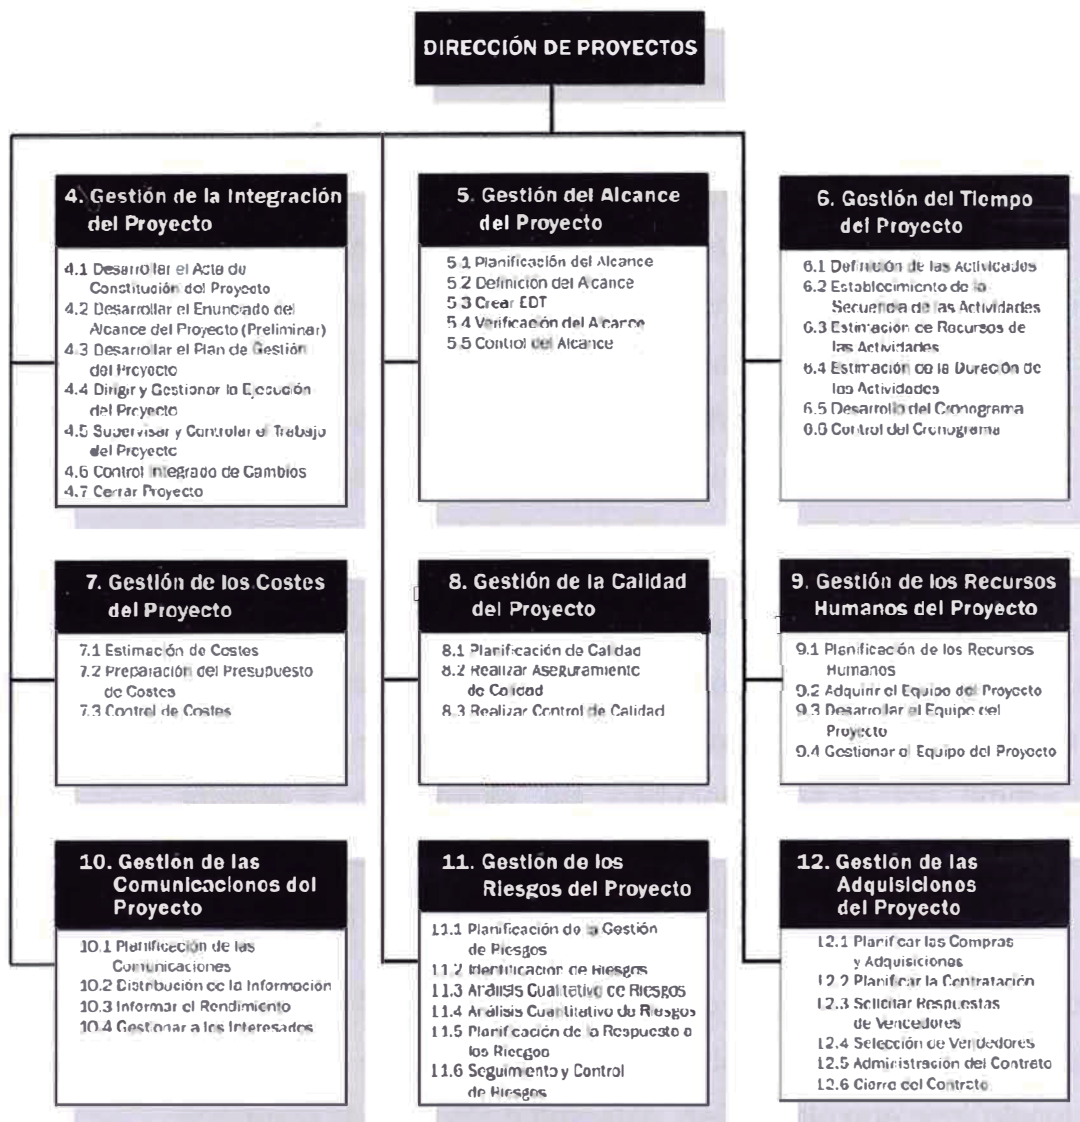 DIRECCIÓN DE PROYECTOS
4. Gestión de la Integración
del Proyecto
4.1 Desarrollar el Acta de
Constitución del Proyecto
4.2 Desarrollar el Enunciado del
Alcance del Proyecto (Preliminar)
4.3 Desarrollar el Plan de Gestión
del Proyecto
4.4 Dirigir y Gestionar la Ejecución
del Proyecto
4.5 Supervisar y Controlar el Trabajo
del Proyecto
4.6 Control Integrado de Cambios
4.7 Cerrar Proyecto
5. Gestión del Alcance
del Proyecto
5.1 Planificación del Alcance
5.2 Definición del Alcance
5.3 Crear EDT
5.4 Verificación del Alcance
5.5 Control del Alcance
6. Gestión del Tiempo
del Proyecto
6.1 Definición de las Actividades
6.2 Establecimiento de la
Secuencia de las Actividades
6.3 Estimación de Recursos de
las Actividades
6.4 Estimación de la Duración de
las Actividades
6.5 Desarrollo del Cronograma
6.6 Control del Cronograma
7. Gestión de los Costes
del Proyecto
7.1 Estimación de Costes
7.2 Preparación del Presupuesto
de Costes
7.3 Control de Costes
8. Gestión de la Calidad
del Proyecto
8.1 Planificación de Calidad
8.2 Realizar Aseguramiento
de Calidad
8.3 Realizar Control de Calidad
9. Gestión de los Recursos
Humanos del Proyecto
9.1 Planificación de los Recursos
Humanos
9.2 Adquirir el Equipo del Proyecto
9.3 Desarrollar el Equipo del
Proyecto
9.4 Gestionar el Equipo del Proyecto
10. Gestión de las
Comunicaciones del
Proyecto
10.1 Planificación de las
Comunicaciones
10.2 Distribución de la Información
10.3 Informar el Rendimiento
10.4 Gestionar a los Interesados
11. Gestión de los
Riesgos del Proyecto
11.1 Planificación de la Gestión
de Riesgos
11.2 Identificación de Riesgos
11.3 Análisis Cualitativo de Riesgos
11.4 Análisis Cuantitativo de Riesgos
11.5 Planificación de la Respuesta a
los Riesgos
11.6 Seguimiento y Control
de Riesgos
12. Gestión de las
Adquisiciones
del Proyecto
12.1 Planificar las Compras
y Adquisiciones
12.2 Planificar la Contratación
12.3 Solicitar Respuestas
de Vendedores
12.4 Selección de Vendedores
12.5 Administración del Contrato
12.6 Cierre del Contrato